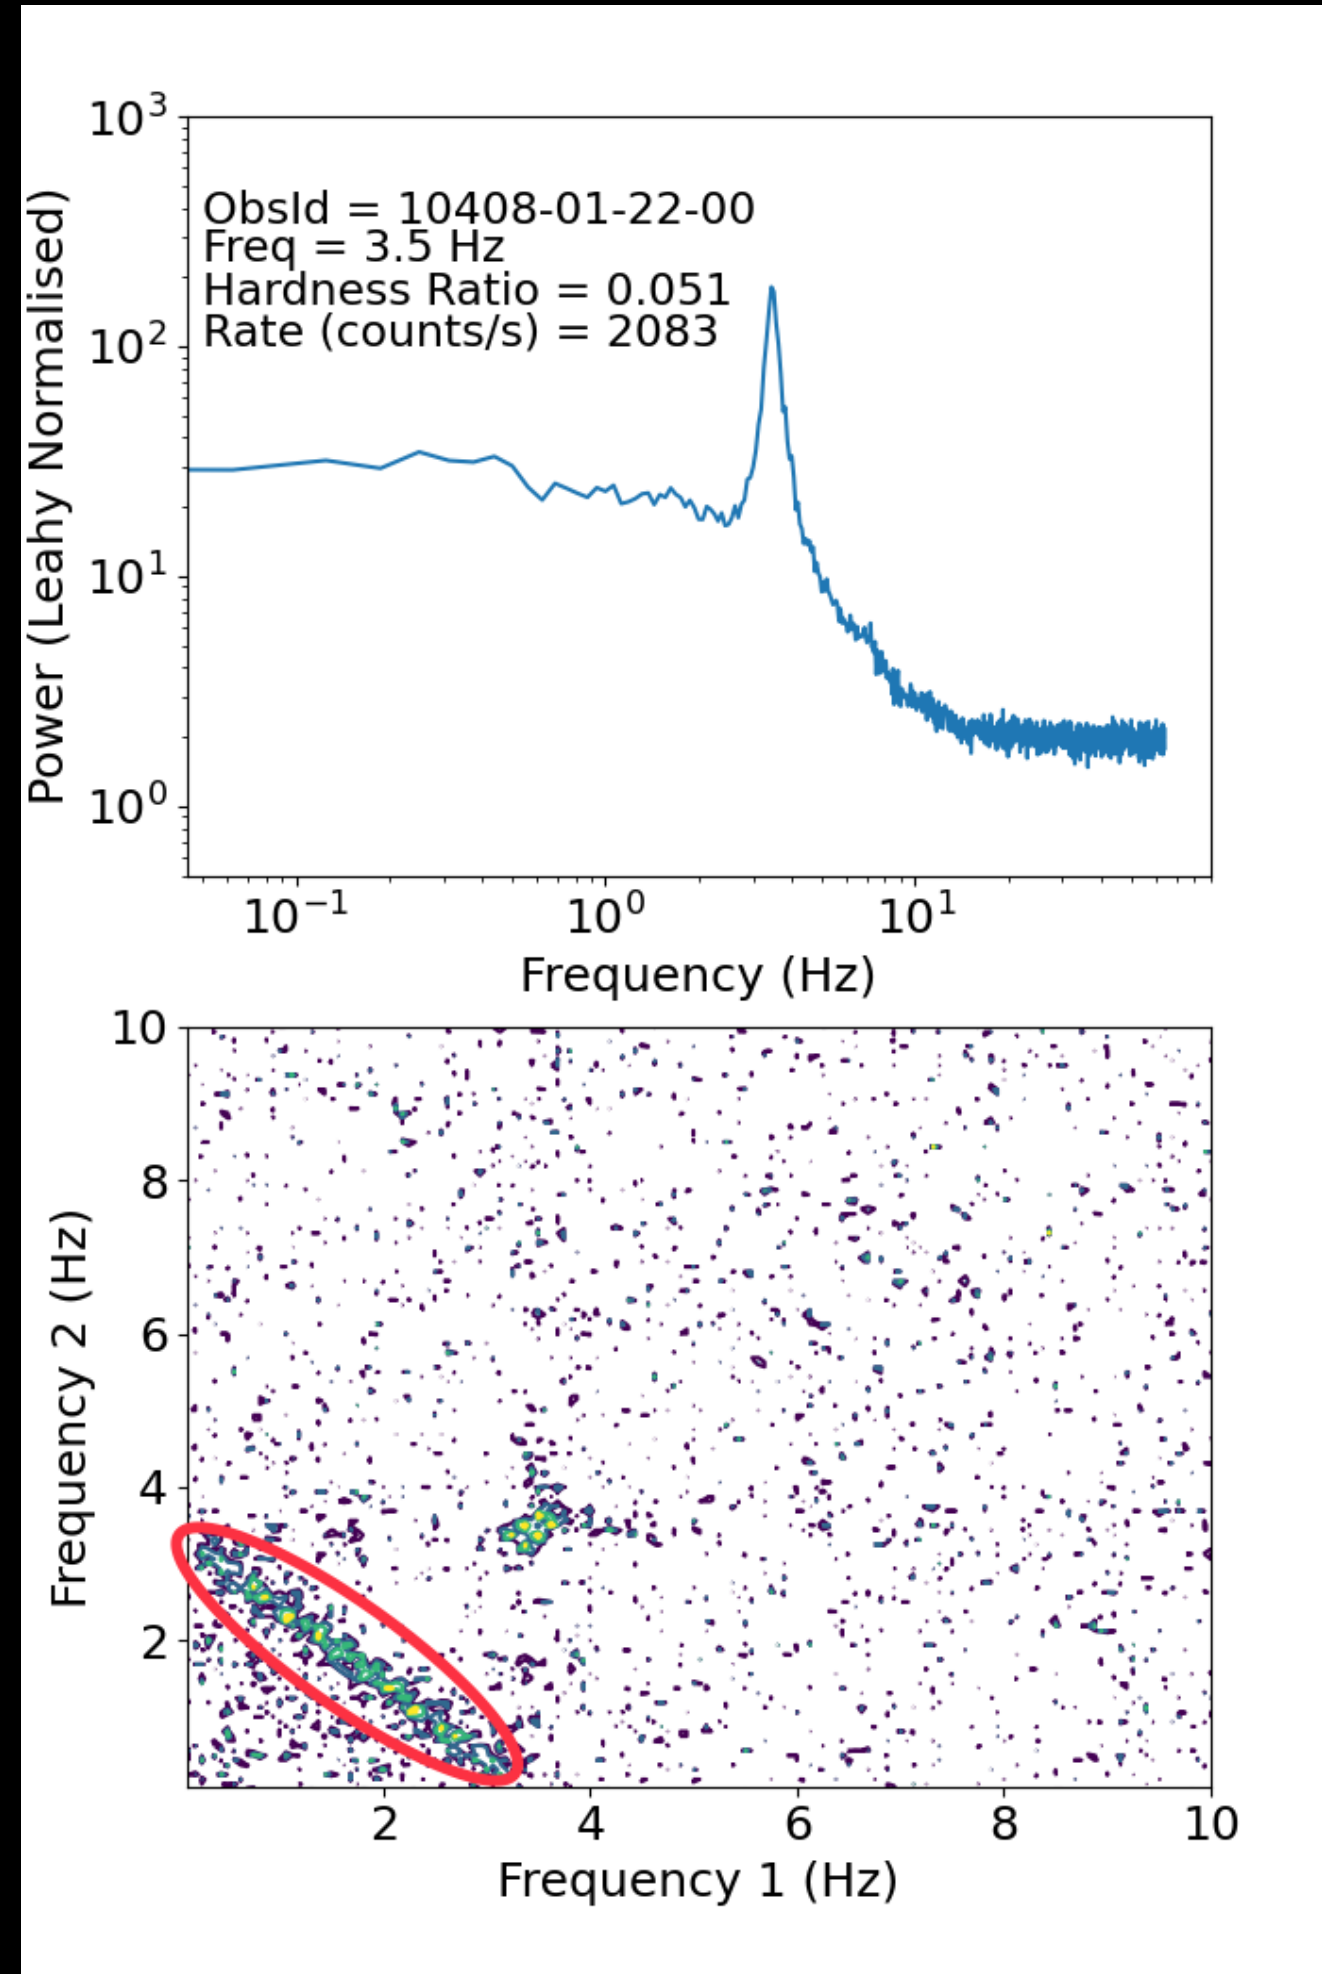 10³
ObsId = 10408-01-22-00
Freq = 3.5 Hz
Hardness Ratio = 0.051
Rate (counts/s) = 2083
10²
10¹
10⁰
Power (Leahy Normalised)
10⁻¹ 10⁰ 10¹
Frequency (Hz)
10
8
6
4
2
Frequency 2 (Hz)
2 4 6 8 10
Frequency 1 (Hz)